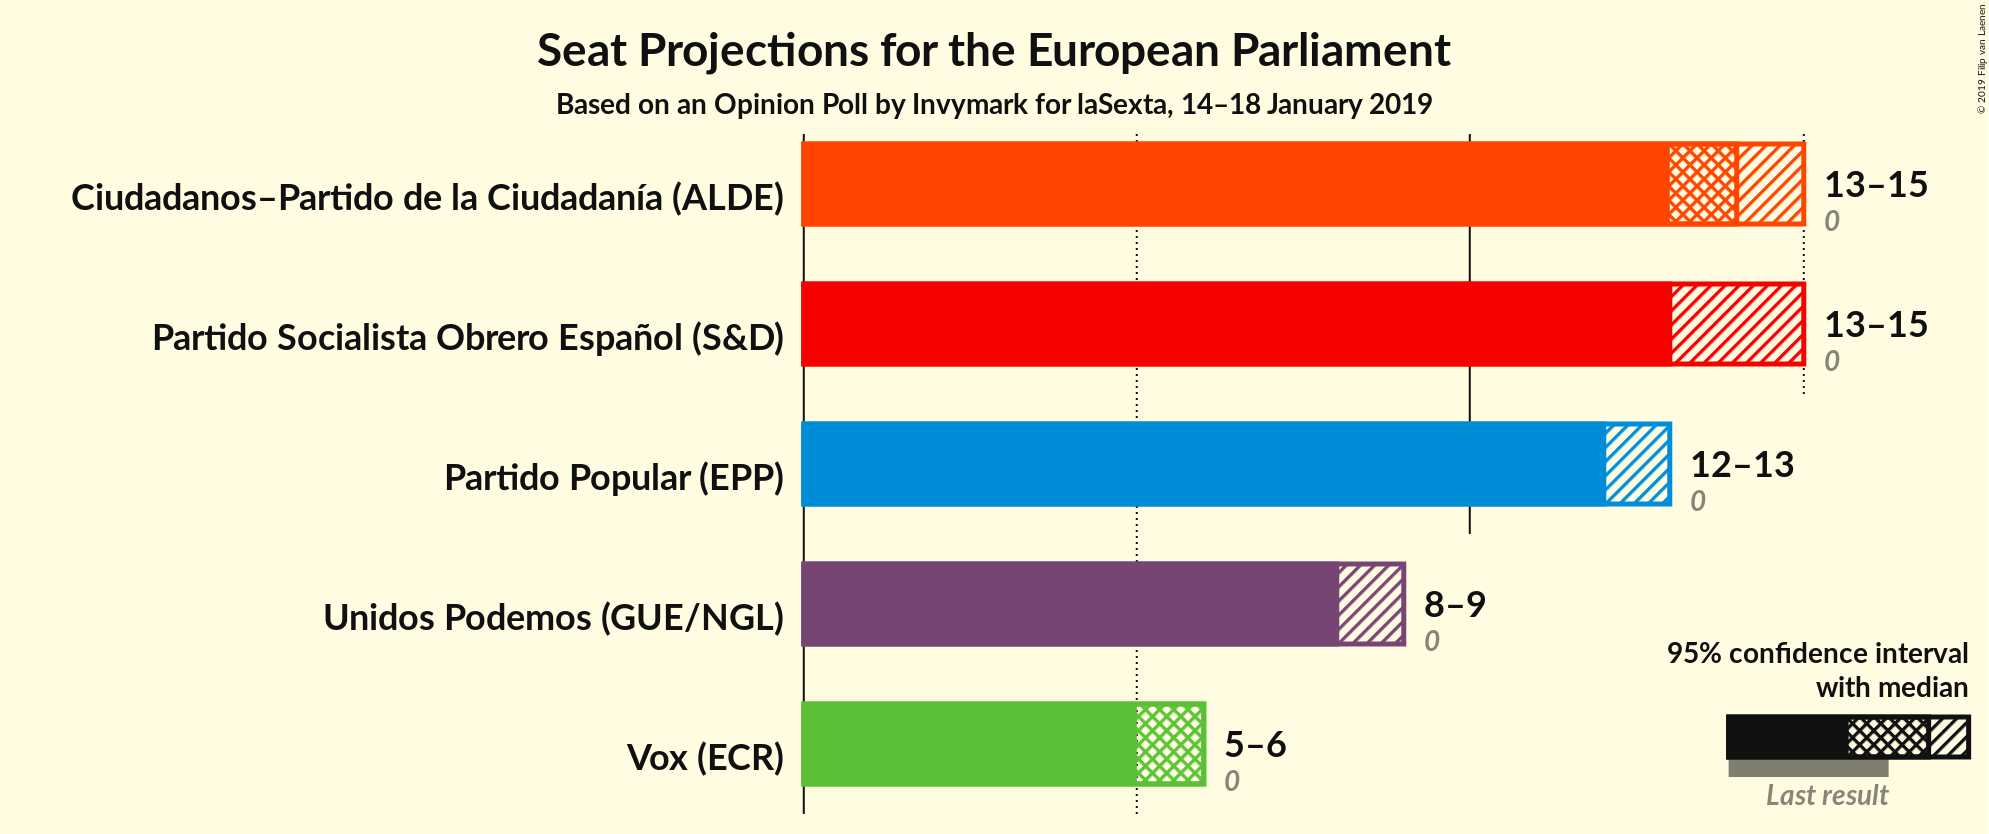 Seat Projections for the European Parliament
Based on an Opinion Poll by Invymark for laSexta, 14–18 January 2019
© 2019 Filip van Laenen
Ciudadanos–Partido de la Ciudadanía (ALDE)
13–15
0
Partido Socialista Obrero Español (S&D)
13–15
0
Partido Popular (EPP)
12–13
0
Unidos Podemos (GUE/NGL)
8–9
0
Vox (ECR)
5–6
0
95% confidence interval
with median
Last result